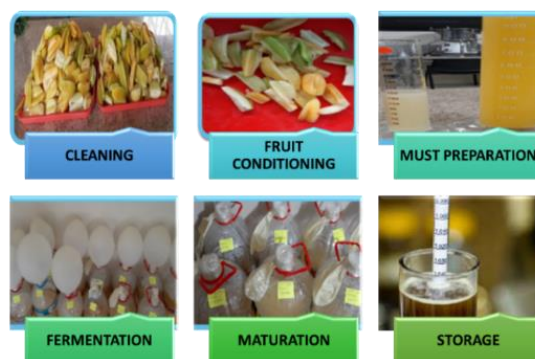 CLEANING
FRUIT
CONDITIONING
MUST PREPARATION
FERMENTATION
MATURATION
STORAGE